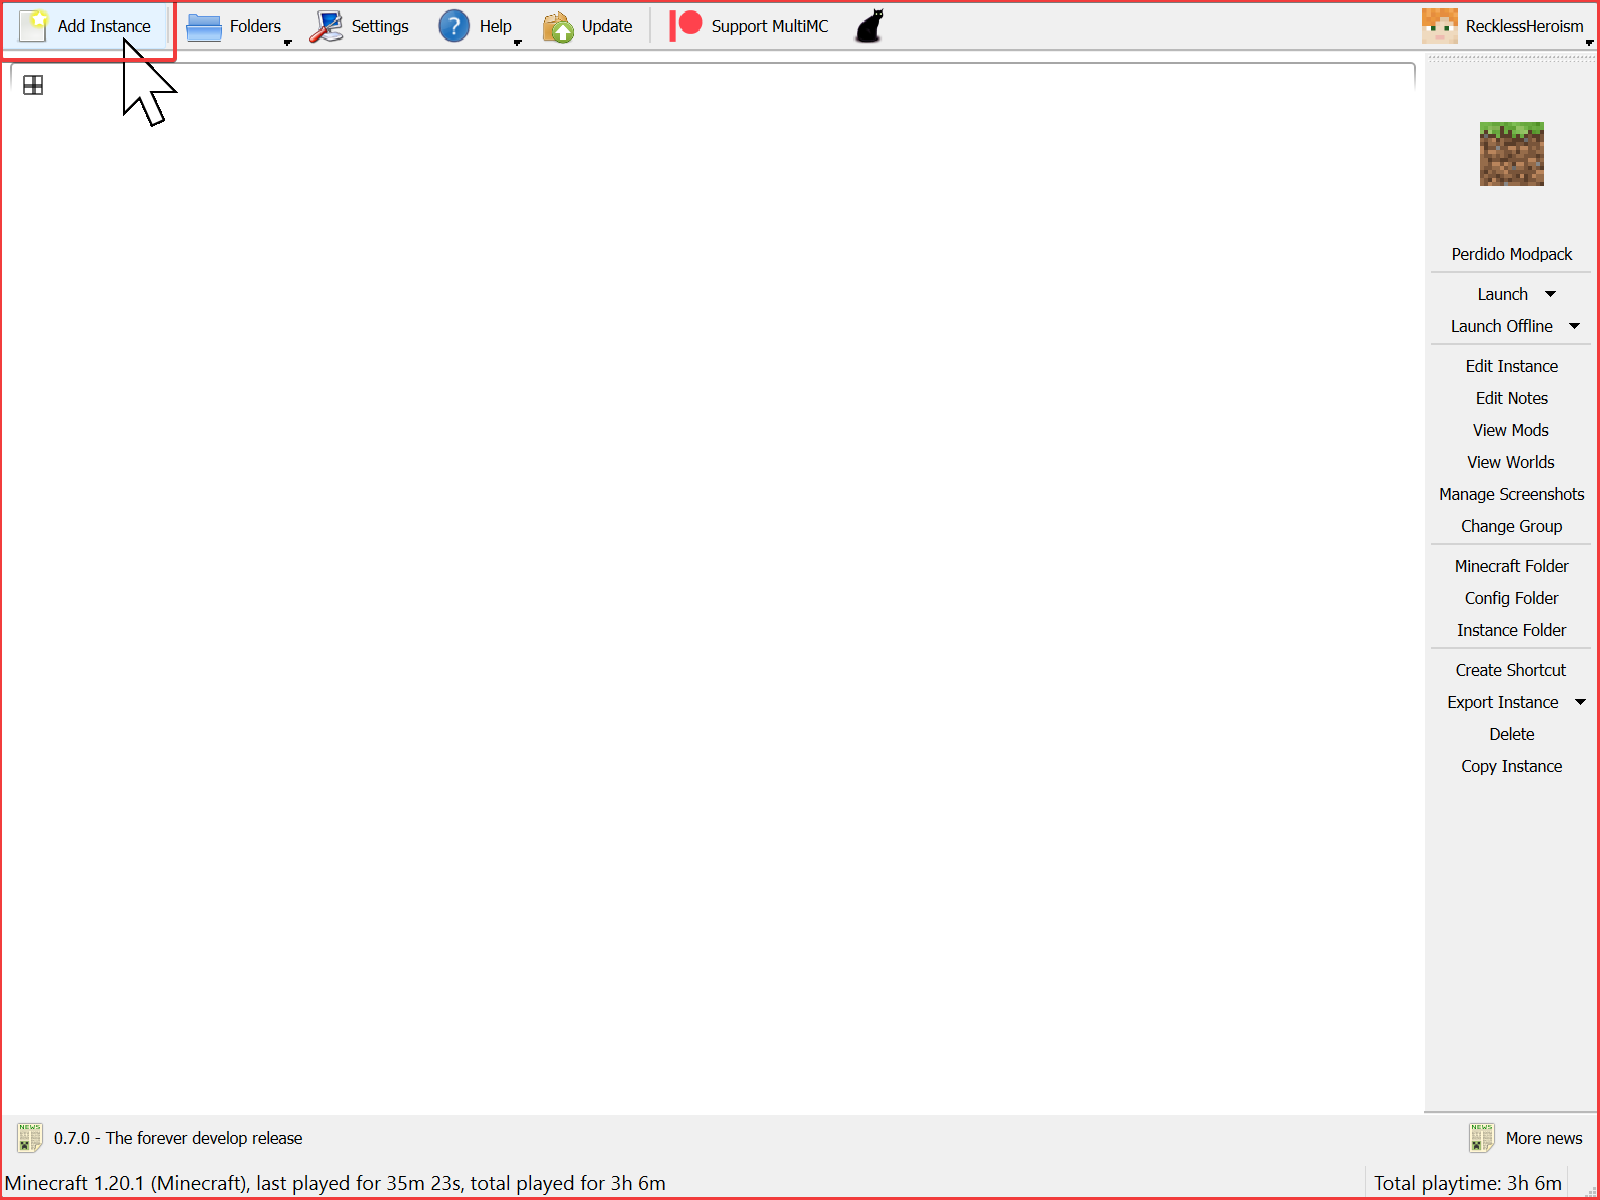 Add Instance Folders Settings Help Update Support MultiMC RecklessHeroism
Perdido Modpack
Launch
Launch Offline
Edit Instance
Edit Notes
View Mods
View Worlds
Manage Screenshots
Change Group
Minecraft Folder
Config Folder
Instance Folder
Create Shortcut
Export Instance
Delete
Copy Instance
NEWS 0.7.0 - The forever develop release NEWS More news
Minecraft 1.20.1 (Minecraft), last played for 35m 23s, total played for 3h 6m Total playtime: 3h 6m